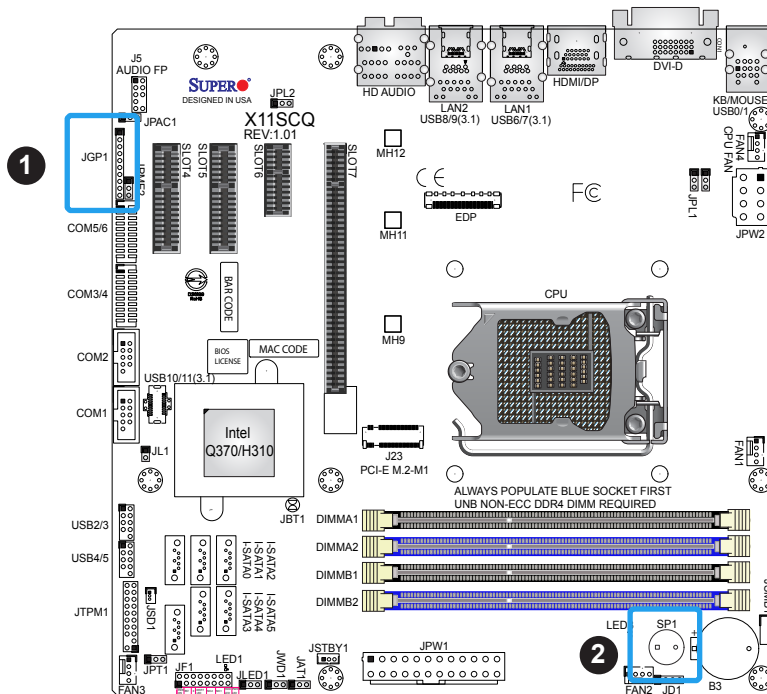 J5
AUDIO FP
SUPER
DESIGNED IN USA
JPL2
X11SCQ
REV:1.01
HD AUDIO
LAN2
USB8/9(3.1)
LAN1
USB6/7(3.1)
HDMI/DP
DVI-D
KB/MOUSE
USB0/1
FAN4
CPU FAN
JPAC1
1
JGP1
SLOT4
SLOT5
SLOT6
SLOT7
MH12
CE
FC
EDP
JPL1
JPW2
COM5/6
MH11
COM3/4
BAR CODE
CPU
COM2
BIOS
LICENSE
MAC CODE
MH9
USB10/11(3.1)
COM1
Intel
Q370/H310
JL1
J23
PCI-E M.2-M1
FAN1
ALWAYS POPULATE BLUE SOCKET FIRST
UNB NON-ECC DDR4 DIMM REQUIRED
JBT1
DIMMA1
DIMMA2
DIMMB1
DIMMB2
USB2/3
USB4/5
I-SATA0
I-SATA1
I-SATA2
I-SATA3
I-SATA4
I-SATA5
JTPM1
JSD1
JPT1
FAN3
JF1
LED1
JLED1
JWD1
JAT1
JSTBY1
JPW1
2
SP1
+
FAN2
JD1
B3